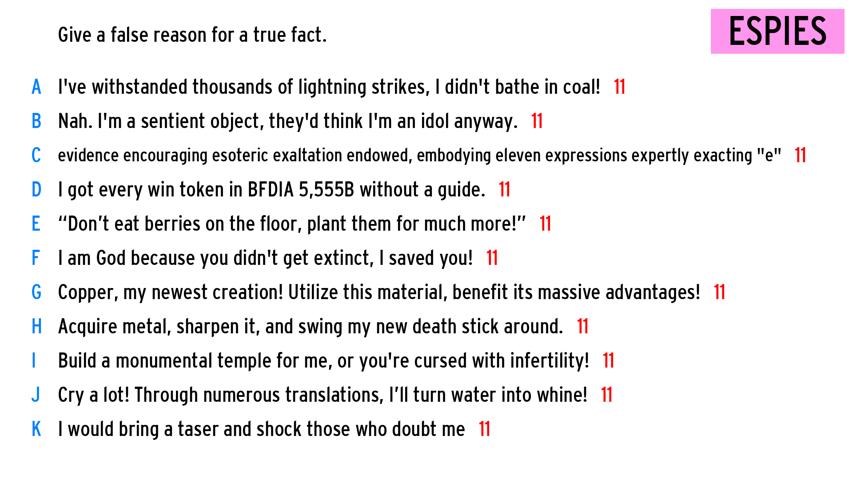 Give a false reason for a true fact.
ESPIES
A I've withstanded thousands of lightning strikes, I didn't bathe in coal! 11
B Nah. I'm a sentient object, they'd think I'm an idol anyway. 11
C evidence encouraging esoteric exaltation endowed, embodying eleven expressions expertly exacting "e" 11
D I got every win token in BFDIA 5,555B without a guide. 11
E “Don’t eat berries on the floor, plant them for much more!” 11
F I am God because you didn't get extinct, I saved you! 11
G Copper, my newest creation! Utilize this material, benefit its massive advantages! 11
H Acquire metal, sharpen it, and swing my new death stick around. 11
I Build a monumental temple for me, or you're cursed with infertility! 11
J Cry a lot! Through numerous translations, I’ll turn water into whine! 11
K I would bring a taser and shock those who doubt me 11